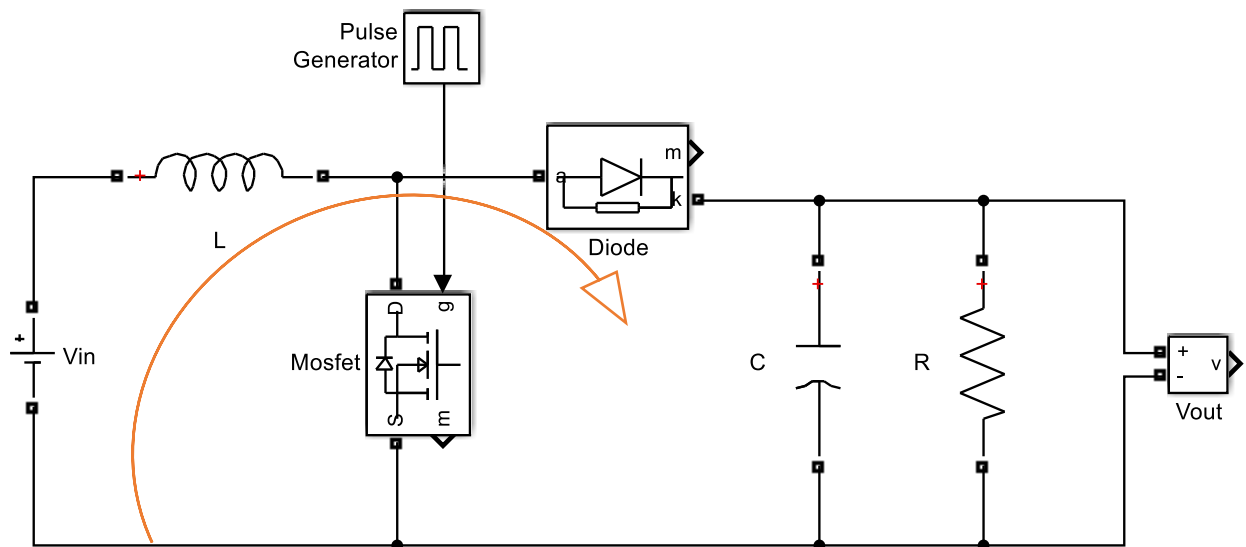 Pulse
Generator
m
+
a
k
L
Diode
D
g
+
+
+
Vin
Mosfet
C
R
+
v
-
S
m
Vout